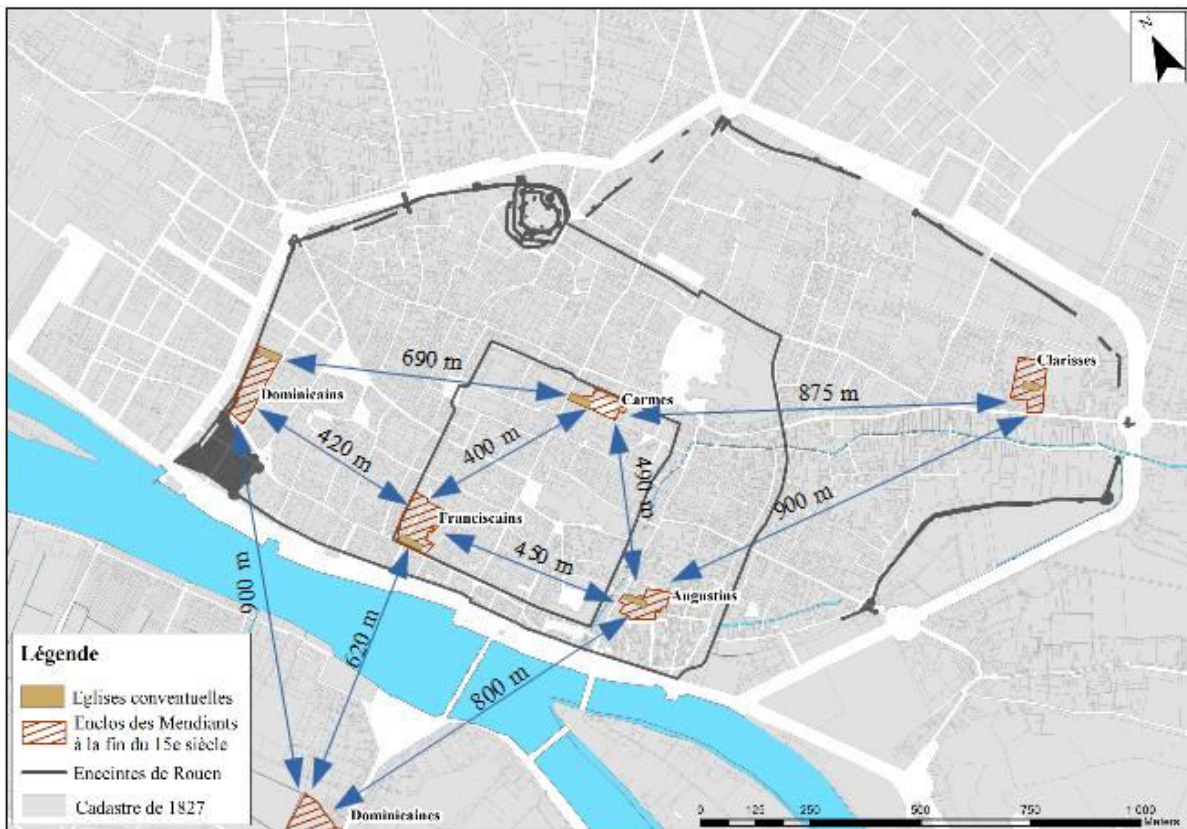 N
690 m
Dominicains
Carmes
Clarisses
875 m
420 m
400 m
490 m
900 m
Franciscains
450 m
Augustins
900 m
620 m
800 m
Légende
Eglises conventuelles
Enclos des Mendiants
à la fin du 15e siècle
Enceintes de Rouen
Cadastre de 1827
Dominicaines
0 125 250 500 750 1 000
Meters